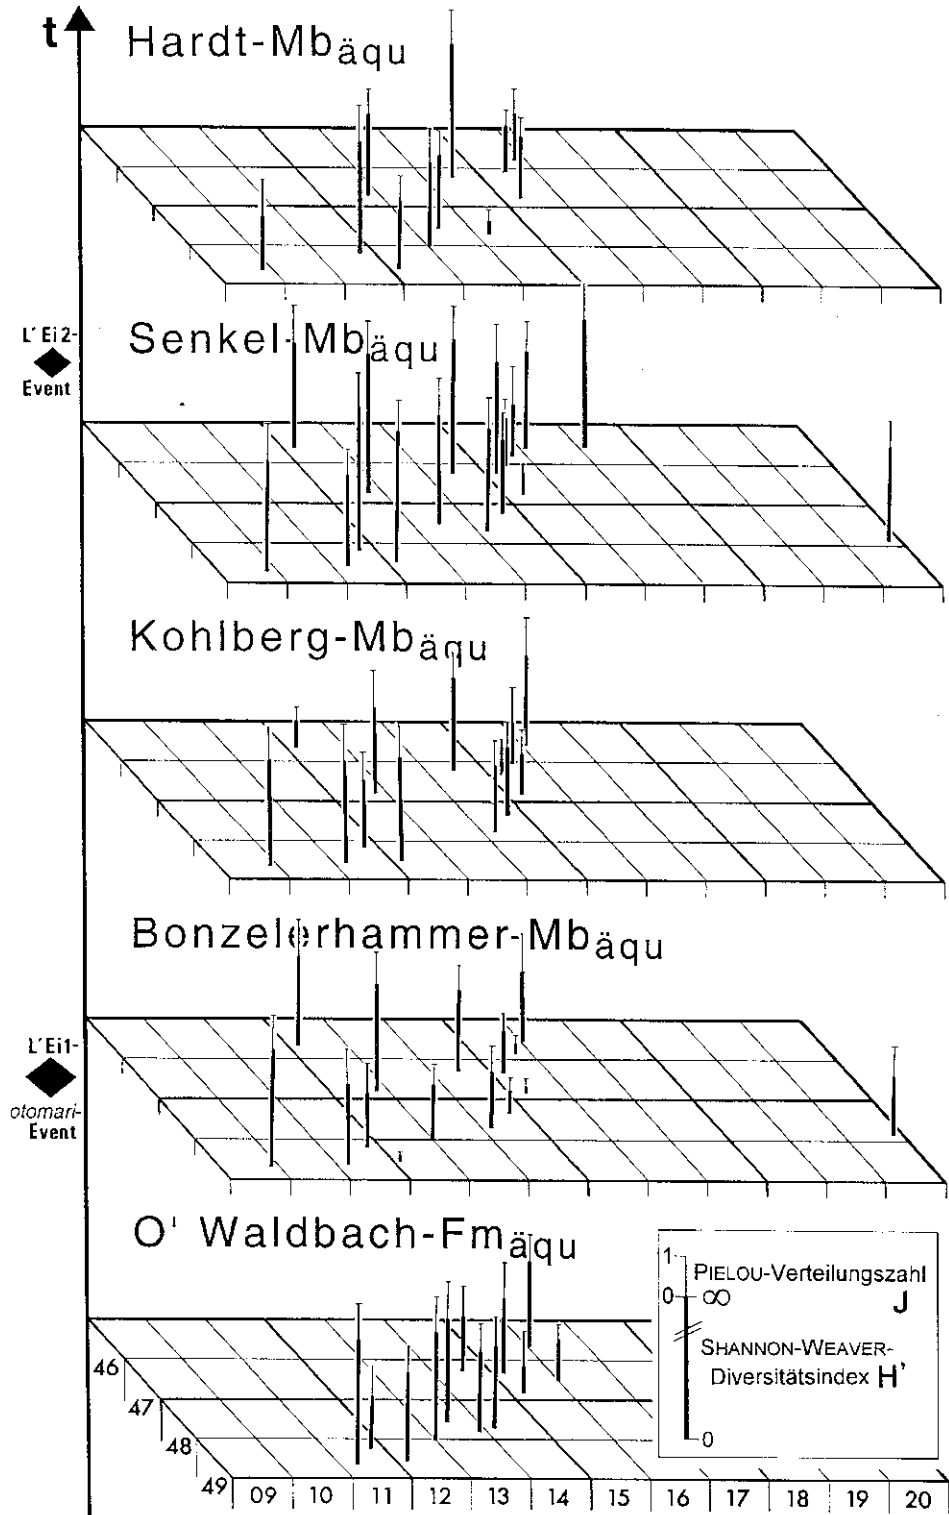 t
Hardt-Mbäqu
L'Ei2-
Event
Senkel-Mbäqu
Kohlberg-Mbäqu
Bonzelerhammer-Mbäqu
L'Ei1-
otomari-
Event
O' Waldbach-Fmäqu
1
0
∞
PIELOU-Verteilungszahl
J
SHANNON-WEAVER-
Diversitätsindex H'
0
46
47
48
49
09 10 11 12 13 14 15 16 17 18 19 20